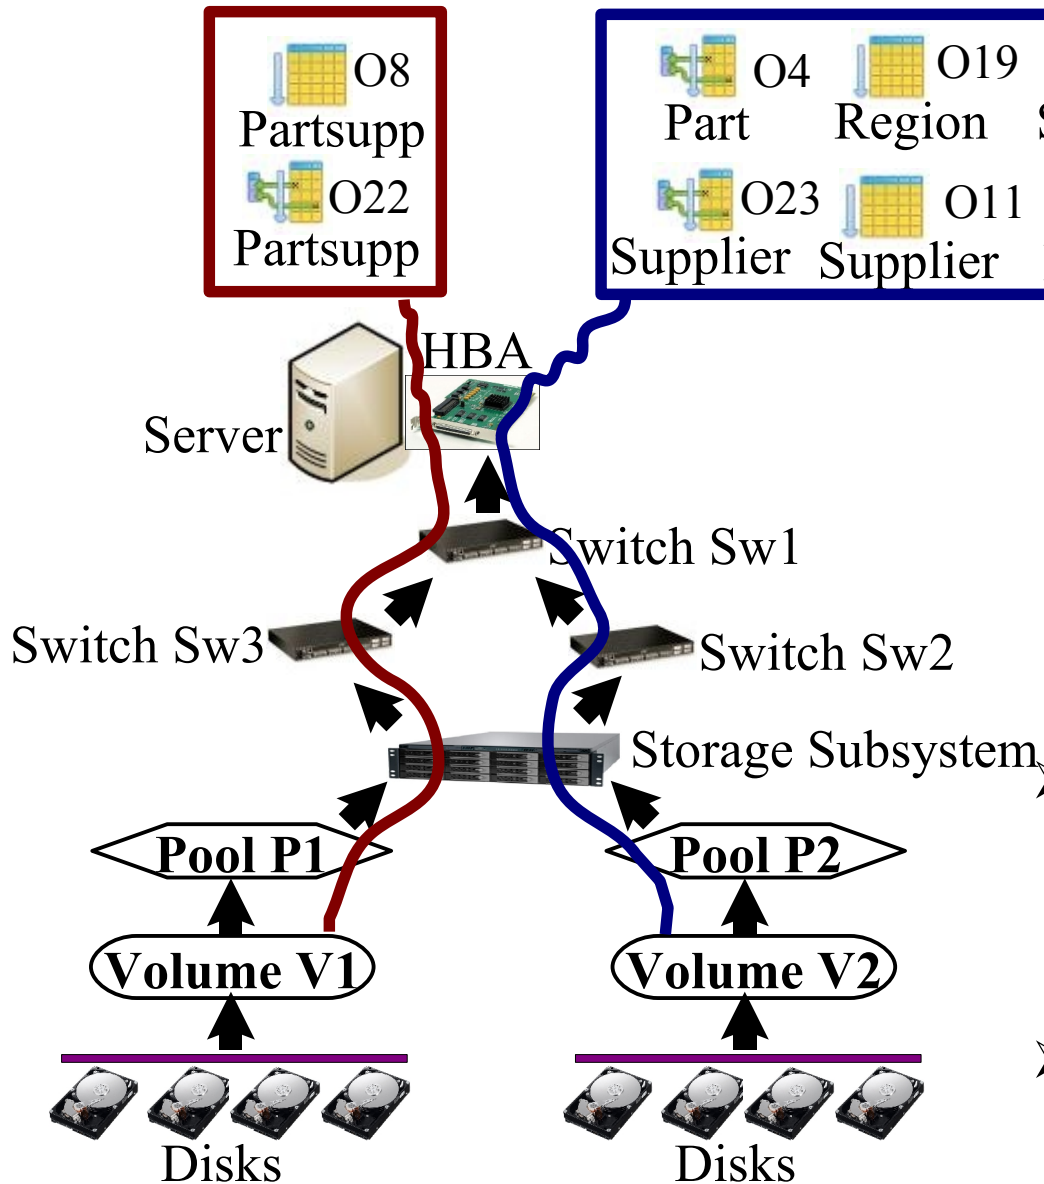 O8
Partsupp
O22
Partsupp
O4
Part
O19
Region
O23
Supplier
O11
Supplier
HBA
Server
Switch Sw1
Switch Sw3
Switch Sw2
Storage Subsystem
Pool P1
Pool P2
Volume V1
Volume V2
Disks
Disks